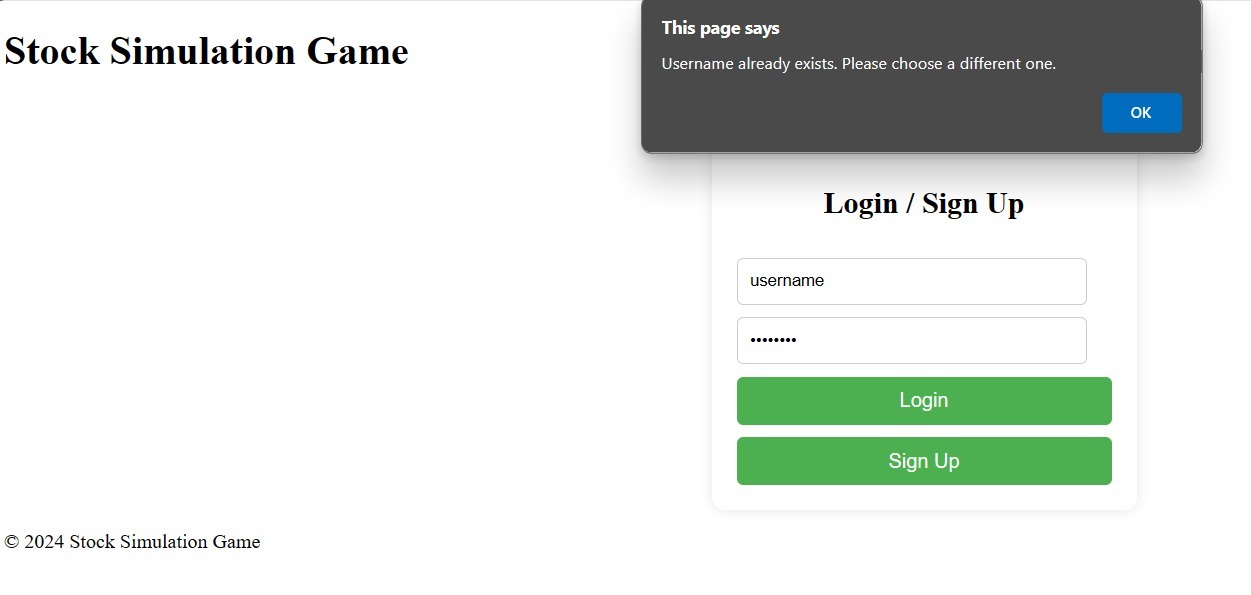 Stock Simulation Game
This page says
Username already exists. Please choose a different one.
OK
Login / Sign Up
username
••••••••
Login
Sign Up
© 2024 Stock Simulation Game